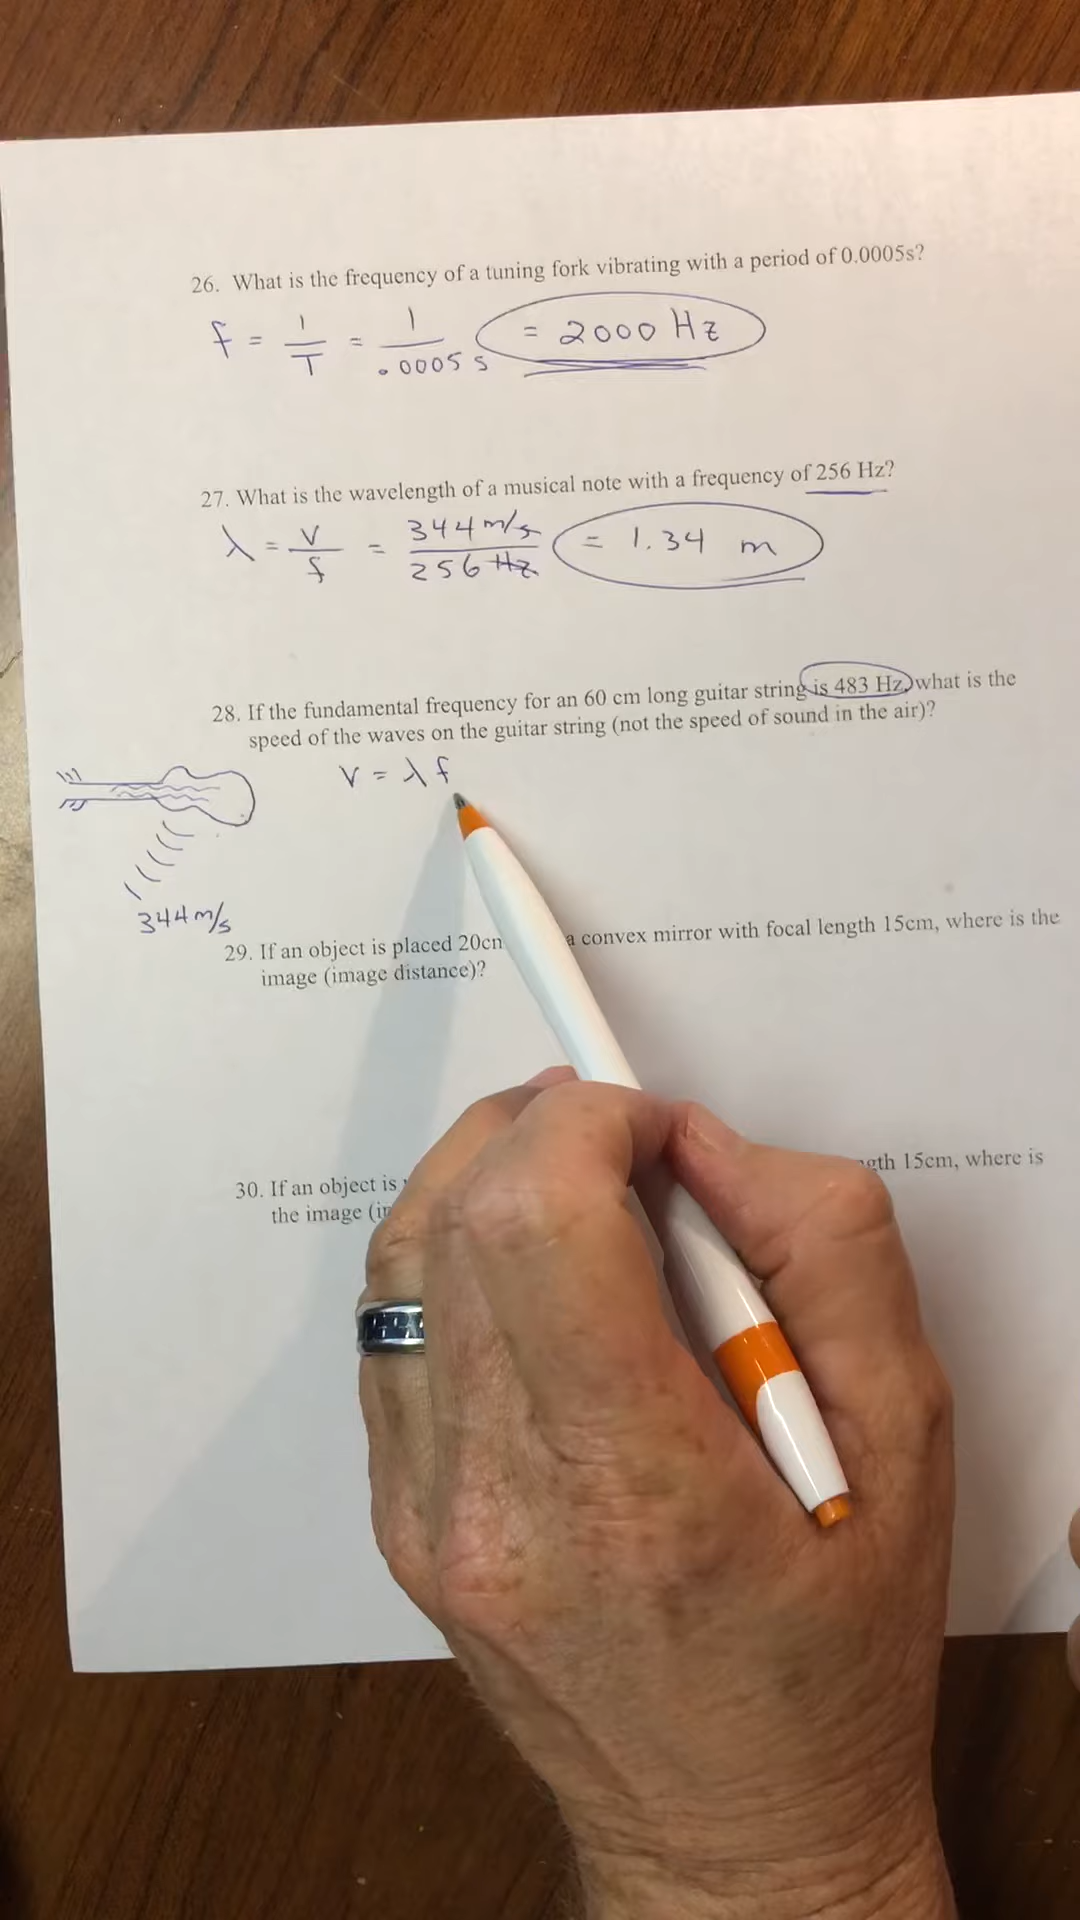 26. What is the frequency of a tuning fork vibrating with a period of 0.0005s?
f = 1/T = 1/.0005 s = 2000 Hz
27. What is the wavelength of a musical note with a frequency of 256 Hz?
λ = v/f = 344 m/s / 256 Hz = 1.34 m
28. If the fundamental frequency for an 60 cm long guitar string is 483 Hz, what is the
speed of the waves on the guitar string (not the speed of sound in the air)?
v = λ f
344 m/s
29. If an object is placed 20c a convex mirror with focal length 15cm, where is the
image (image distance)?
30. If an object is 15cm, where is
the image